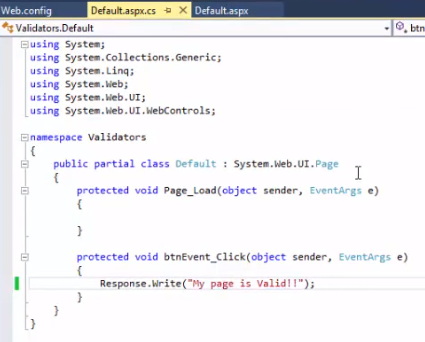 Web.config Default.aspx.cs Default.aspx
Validators.Default btn
using System;
using System.Collections.Generic;
using System.Linq;
using System.Web;
using System.Web.UI;
using System.Web.UI.WebControls;
namespace Validators
{
public partial class Default : System.Web.UI.Page
{
protected void Page_Load(object sender, EventArgs e)
{
}
protected void btnEvent_Click(object sender, EventArgs e)
{
Response.Write("My page is Valid!!");
}
}
}